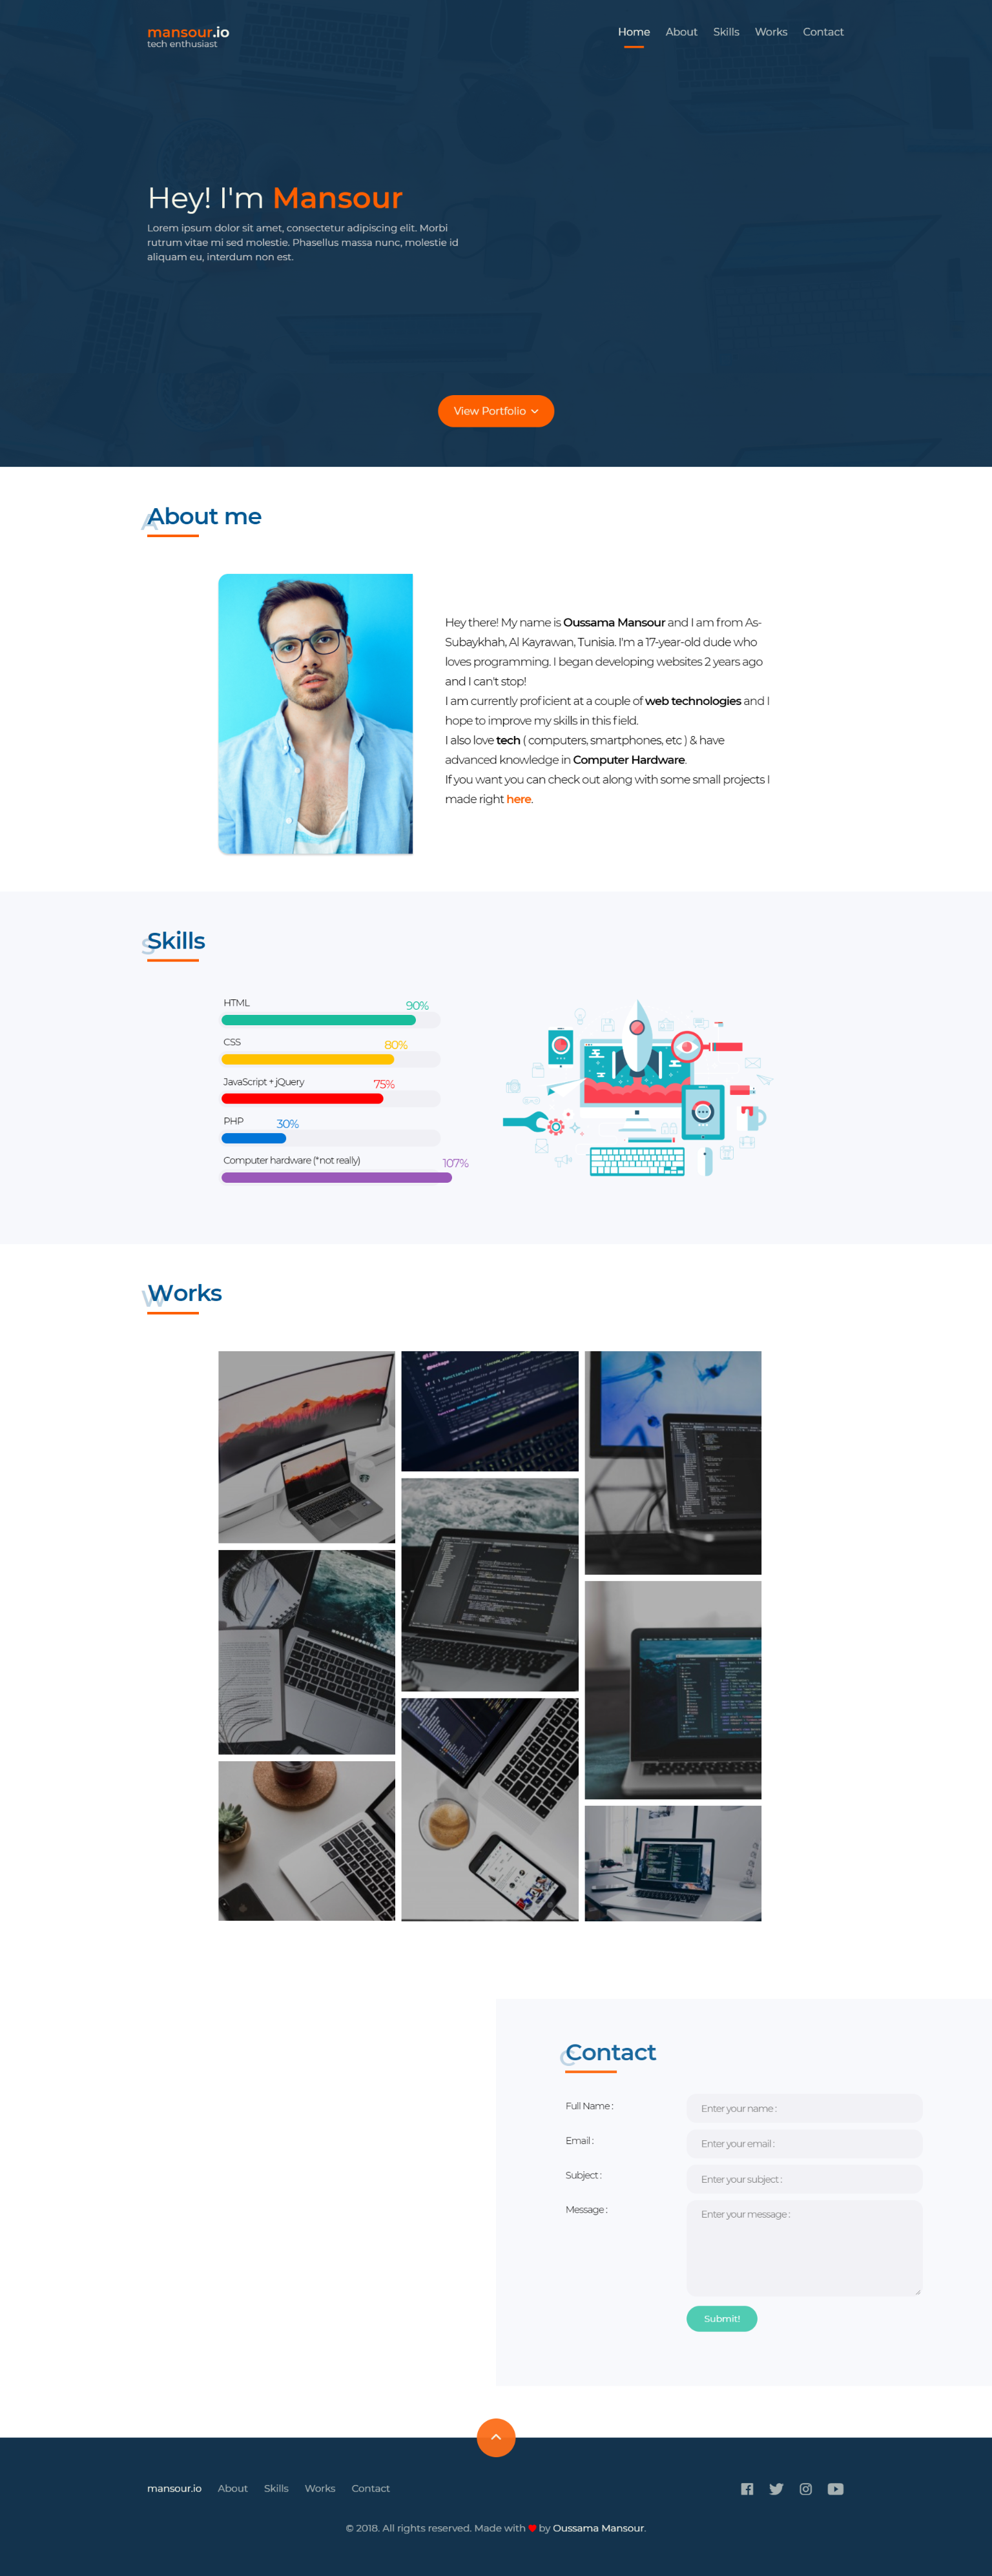 mansour.io
tech enthusiast
Home About Skills Works Contact
Hey! I'm Mansour
Lorem ipsum dolor sit amet, consectetur adipiscing elit. Morbi
rutrum vitae mi sed molestie. Phasellus massa nunc, molestie id
aliquam eu, interdum non est.
View Portfolio
A
About me
Hey there! My name is Oussama Mansour and I am from As-
Subaykhah, Al Kayrawan, Tunisia. I'm a 17-year-old dude who
loves programming. I began developing websites 2 years ago
and I can't stop!
I am currently proficient at a couple of web technologies and I
hope to improve my skills in this field.
I also love tech ( computers, smartphones, etc ) & have
advanced knowledge in Computer Hardware.
If you want you can check out along with some small projects I
made right here.
S
Skills
HTML 90%
CSS 80%
JavaScript + jQuery 75%
PHP 30%
Computer hardware (*not really) 107%
W
Works
C
Contact
Full Name : Enter your name :
Email : Enter your email :
Subject : Enter your subject :
Message : Enter your message :
Submit!
mansour.io About Skills Works Contact
© 2018. All rights reserved. Made with ♥ by Oussama Mansour.